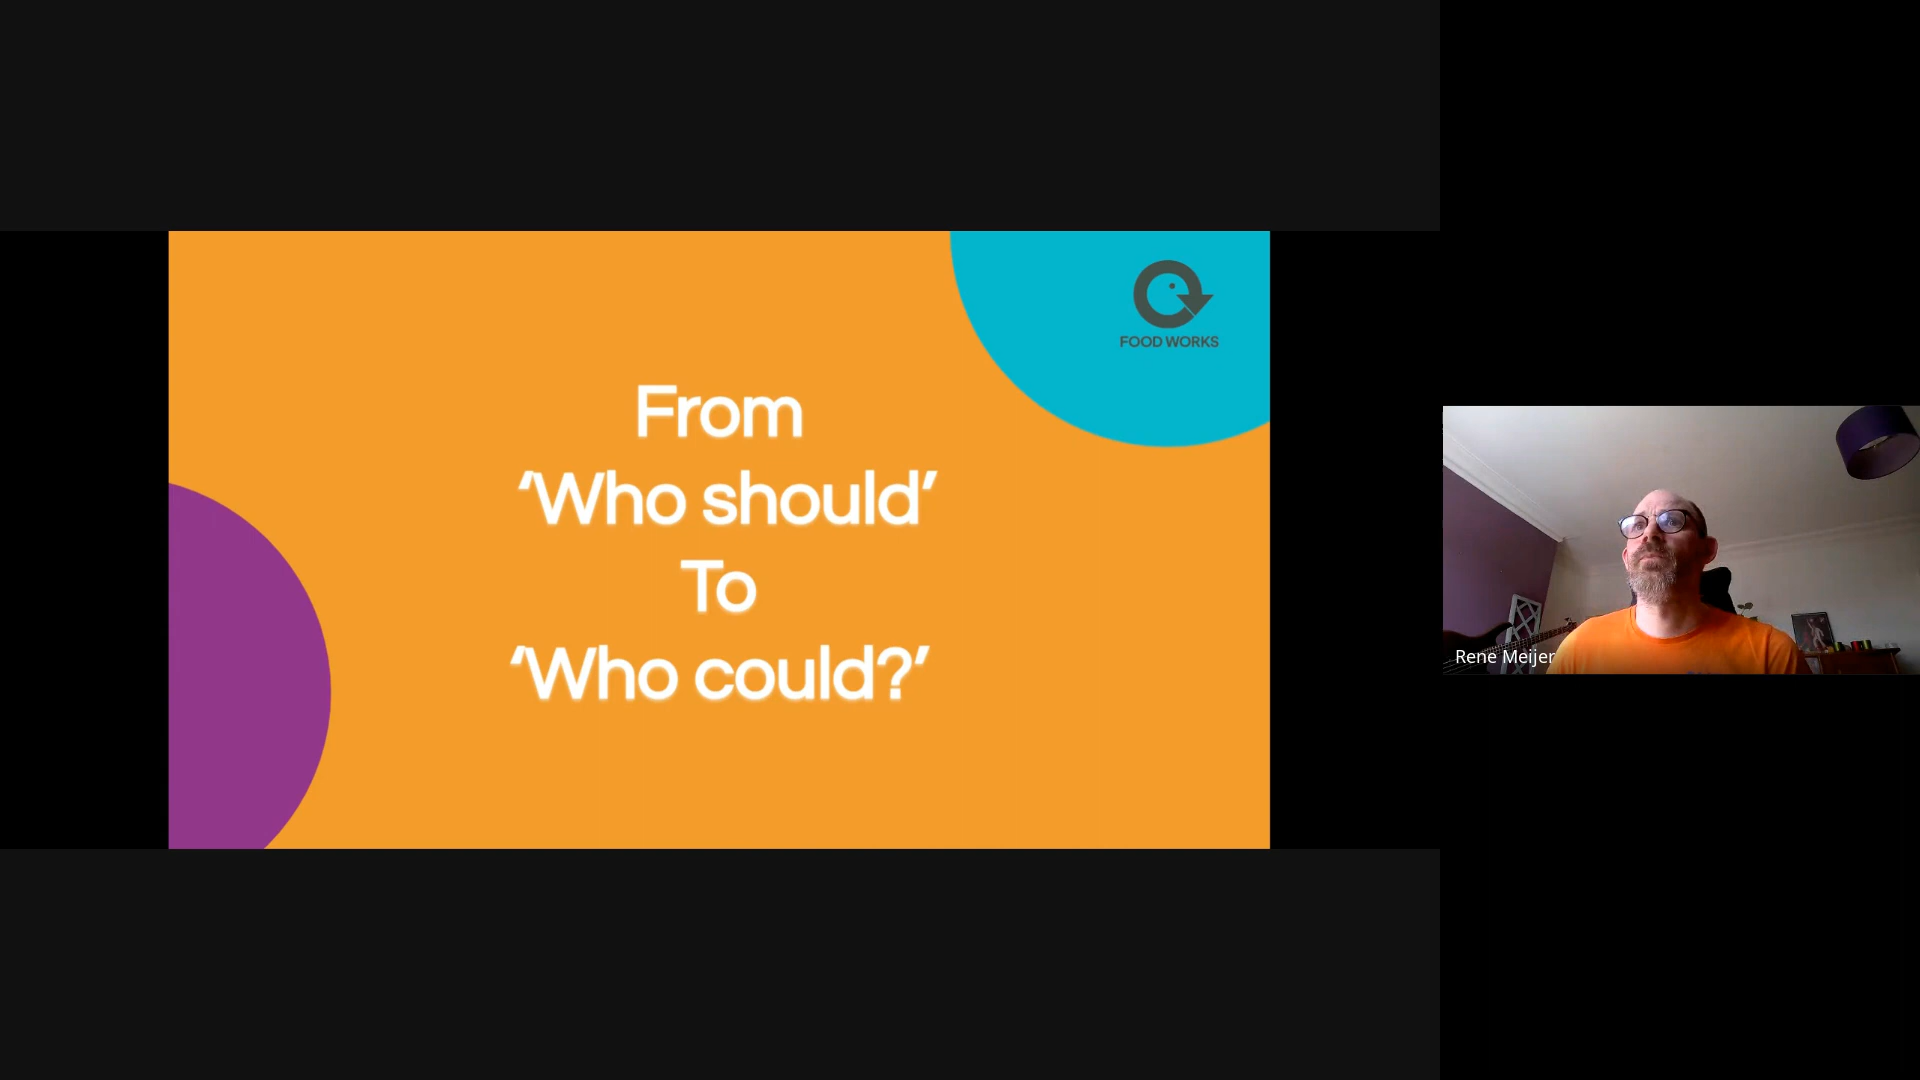 FOOD WORKS
From
‘Who should’
To
‘Who could?’
Rene Meijer